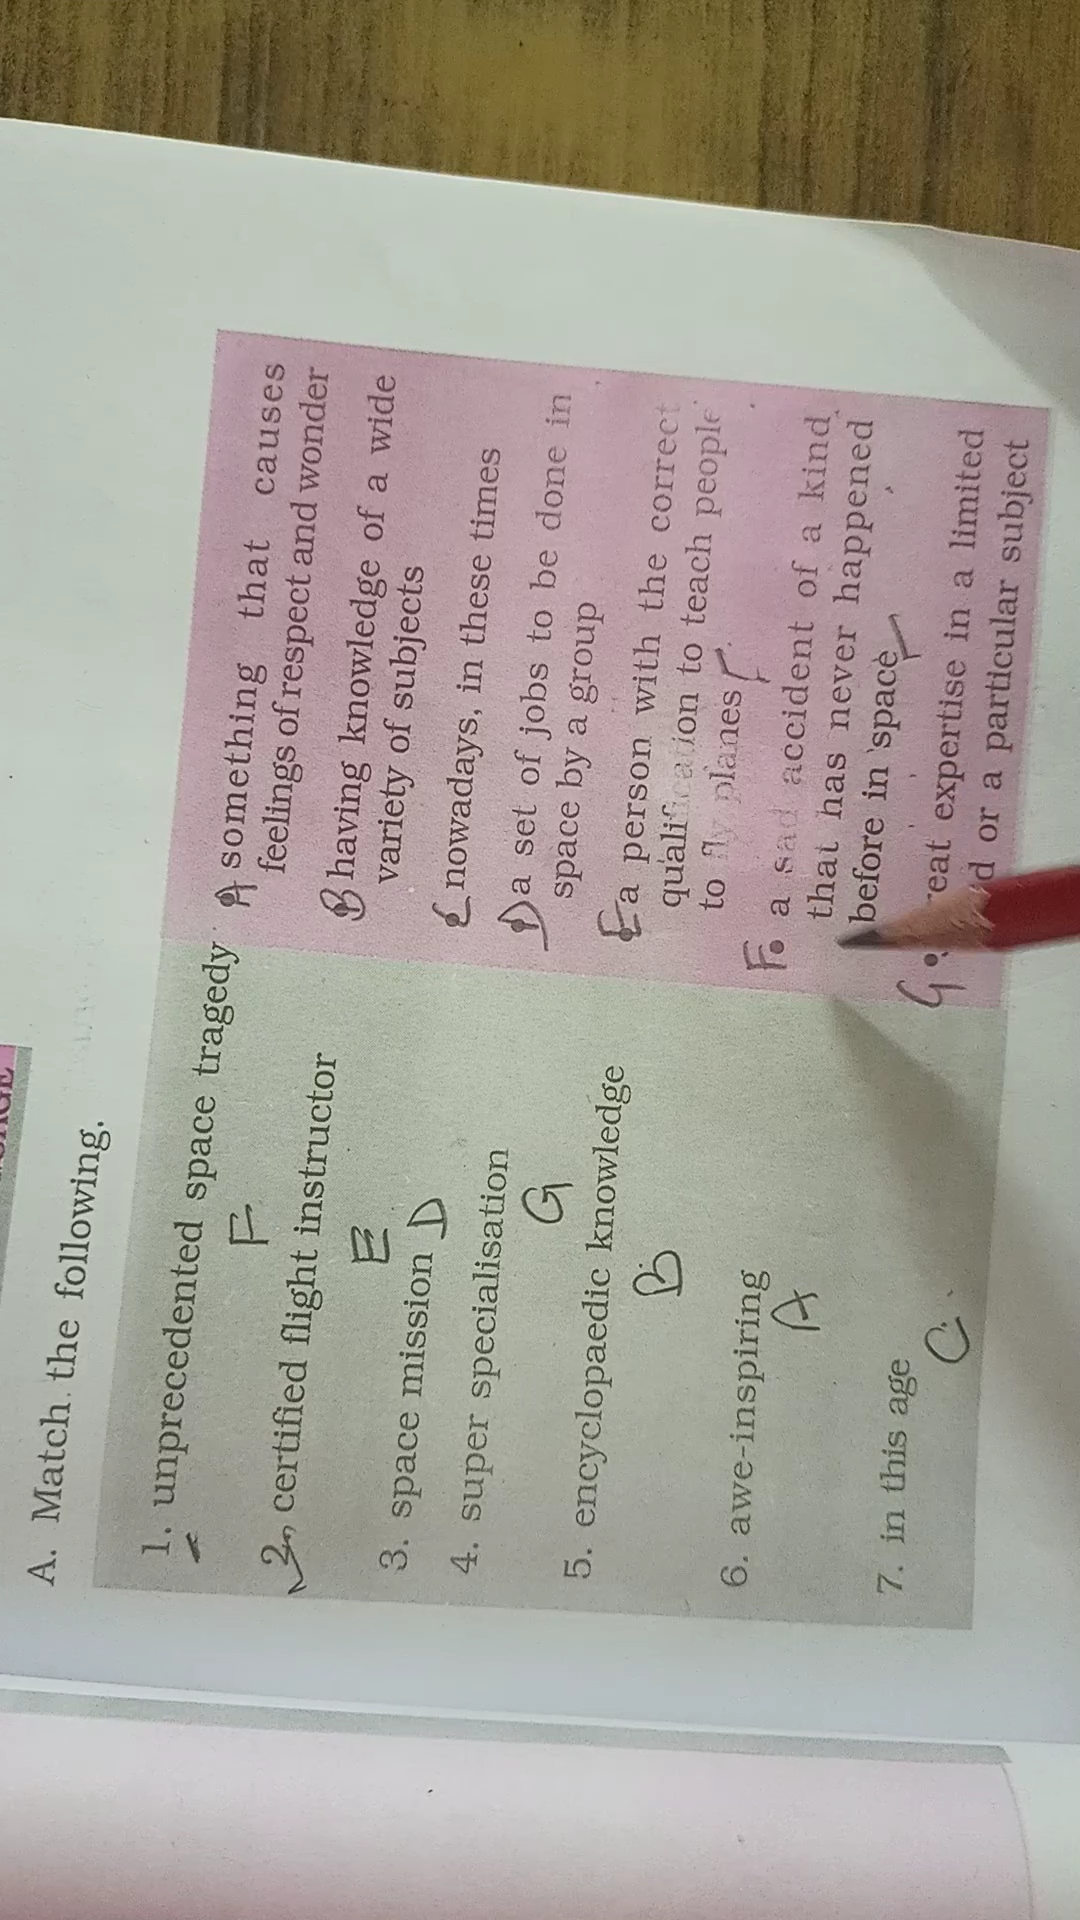 A. Match the following.
1. unprecedented space tragedy
F
2. certified flight instructor
E
3. space mission D
4. super specialisation
G
5. encyclopaedic knowledge
B
6. awe-inspiring
A
7. in this age
C
A something that causes
feelings of respect and wonder
B having knowledge of a wide
variety of subjects
C nowadays, in these times
D a set of jobs to be done in
space by a group
E a person with the correct
qualification to teach people
to fly planes
F. a sad accident of a kind
that has never happened
before in space
G. expertise in a limited
or a particular subject